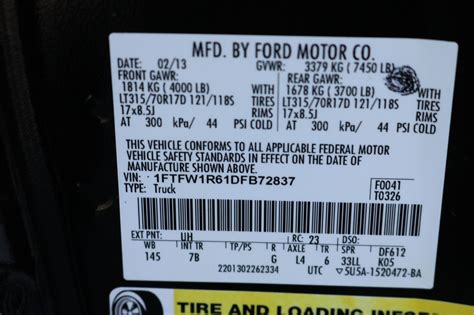 MFD. BY FORD MOTOR CO.
DATE: 02/13 GVWR: 3379 KG ( 7450 LB)
FRONT GAWR: REAR GAWR:
1814 KG ( 4000 LB) 1678 KG ( 3700 LB)
LT315/70R17D 121/118S TIRES LT315/70R17D 121/118S TIRES
17x8.5J RIMS 17x8.5J RIMS
AT 300 kPa/ 44 PSI COLD AT 300 kPa/ 44 PSI COLD
THIS VEHICLE CONFORMS TO ALL APPLICABLE FEDERAL MOTOR
VEHICLE SAFETY STANDARDS IN EFFECT ON THE DATE OF
MANUFACTURE SHOWN ABOVE.
VIN: 1FTFW1R61DFB72837 F0041
TYPE: Truck T0326
EXT PNT: UH RC: 23 DF612
WB INT TR TP/PS R AXLE TR SPR K05
145 7B G L4 6 33LL
2201302262334 UTC 5U5A-1520472-BA
TIRE AND LOADING INFORMA